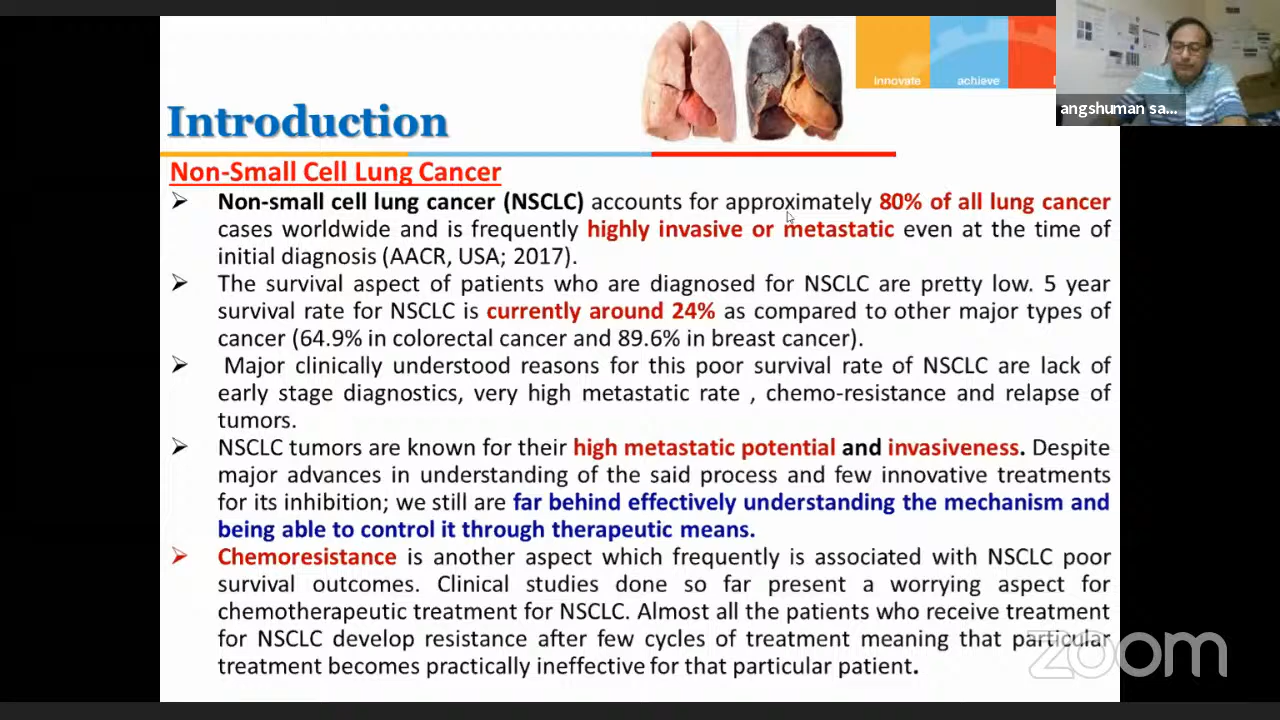 innovate achieve
angshuman sa...
Introduction
Non-Small Cell Lung Cancer
➢ Non-small cell lung cancer (NSCLC) accounts for approximately 80% of all lung cancer
cases worldwide and is frequently highly invasive or metastatic even at the time of
initial diagnosis (AACR, USA; 2017).
➢ The survival aspect of patients who are diagnosed for NSCLC are pretty low. 5 year
survival rate for NSCLC is currently around 24% as compared to other major types of
cancer (64.9% in colorectal cancer and 89.6% in breast cancer).
➢ Major clinically understood reasons for this poor survival rate of NSCLC are lack of
early stage diagnostics, very high metastatic rate , chemo-resistance and relapse of
tumors.
➢ NSCLC tumors are known for their high metastatic potential and invasiveness. Despite
major advances in understanding of the said process and few innovative treatments
for its inhibition; we still are far behind effectively understanding the mechanism and
being able to control it through therapeutic means.
➢ Chemoresistance is another aspect which frequently is associated with NSCLC poor
survival outcomes. Clinical studies done so far present a worrying aspect for
chemotherapeutic treatment for NSCLC. Almost all the patients who receive treatment
for NSCLC develop resistance after few cycles of treatment meaning that particular
treatment becomes practically ineffective for that particular patient.
zoom